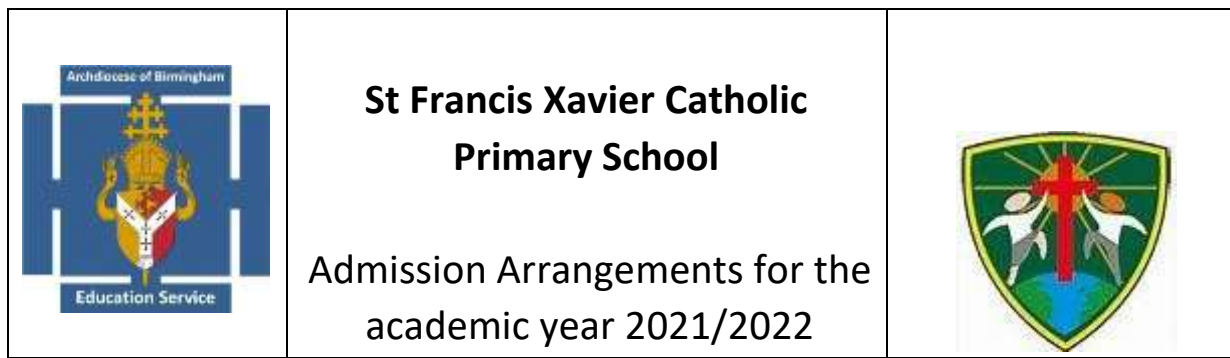 Archdiocese of Birmingham
Education Service
St Francis Xavier Catholic
Primary School
Admission Arrangements for the
academic year 2021/2022